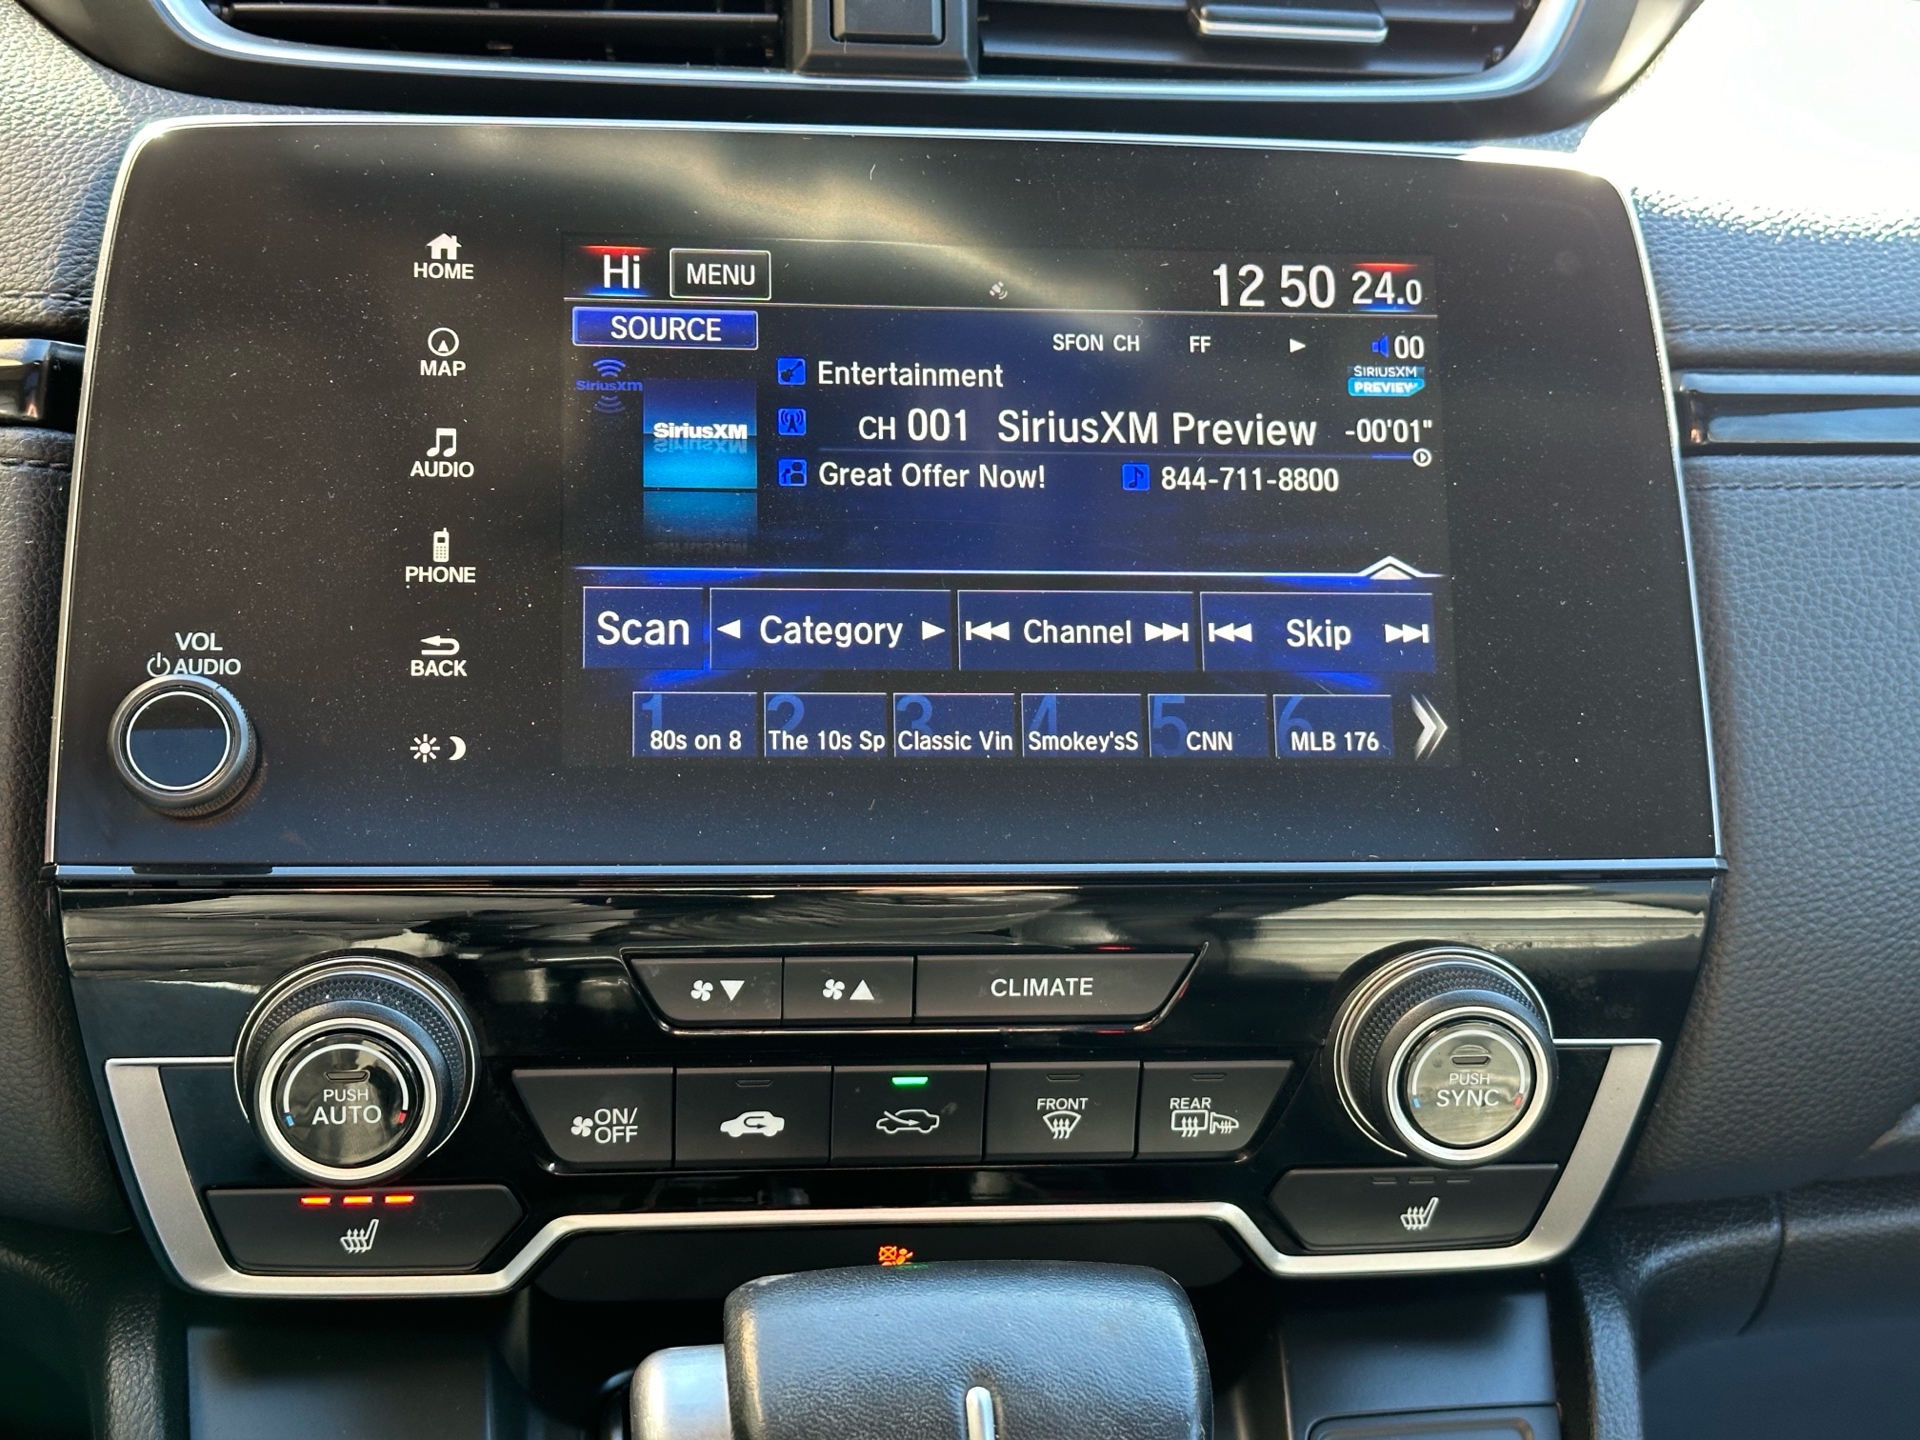 HOME
MAP
AUDIO
PHONE
BACK
VOL
AUDIO
Hi MENU 12 50 24.0
SOURCE SFON CH FF 00
SiriusXM Entertainment SIRIUSXM
PREVIEW
SiriusXM CH 001 SiriusXM Preview -00'01"
Great Offer Now! 844-711-8800
Scan Category Channel Skip
1 2 3 4 5 6
80s on 8 The 10s Sp Classic Vin Smokey'sS CNN MLB 176
CLIMATE
PUSH
AUTO
ON/
OFF
FRONT
REAR
PUSH
SYNC